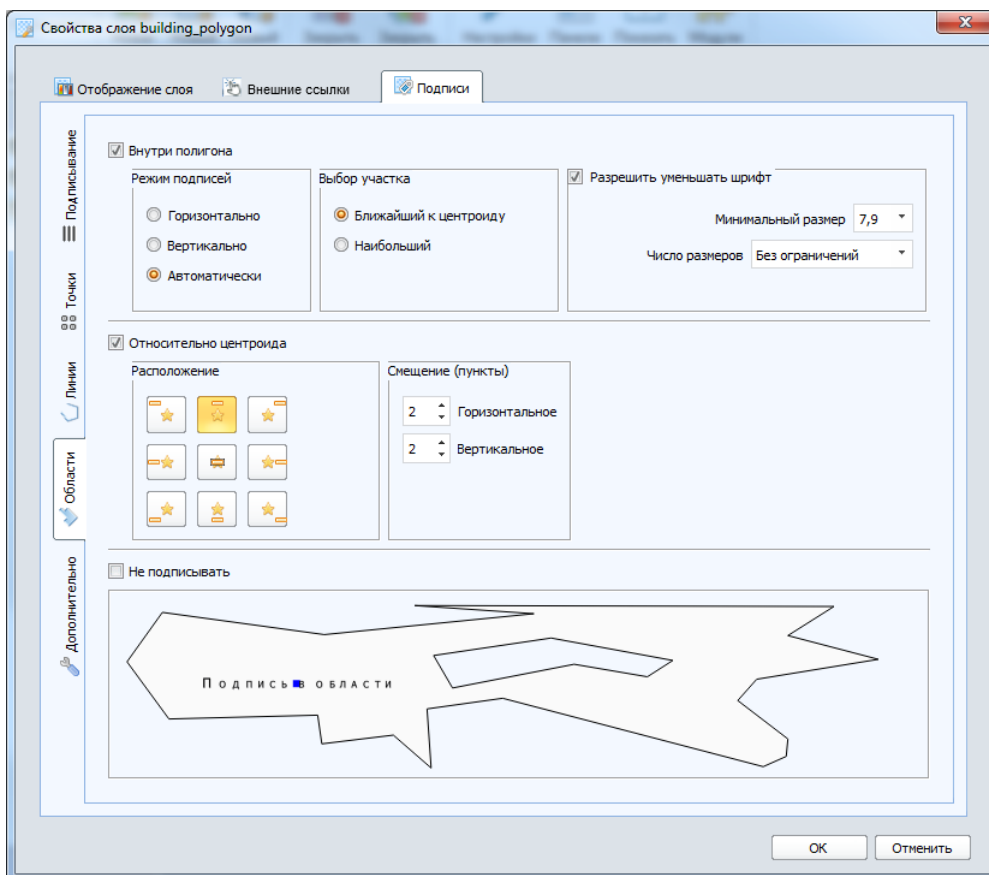 Свойства слоя building_polygon
Отображение слоя
Внешние ссылки
Подписи
Подписывание
Точки
Линии
Области
Дополнительно
Внутри полигона
Режим подписей
Горизонтально
Вертикально
Автоматически
Выбор участка
Ближайший к центроиду
Наибольший
Разрешить уменьшать шрифт
Минимальный размер 7,9
Число размеров Без ограничений
Относительно центроида
Расположение
Смещение (пункты)
2 Горизонтальное
2 Вертикальное
Не подписывать
Подпись в области
ОК
Отменить